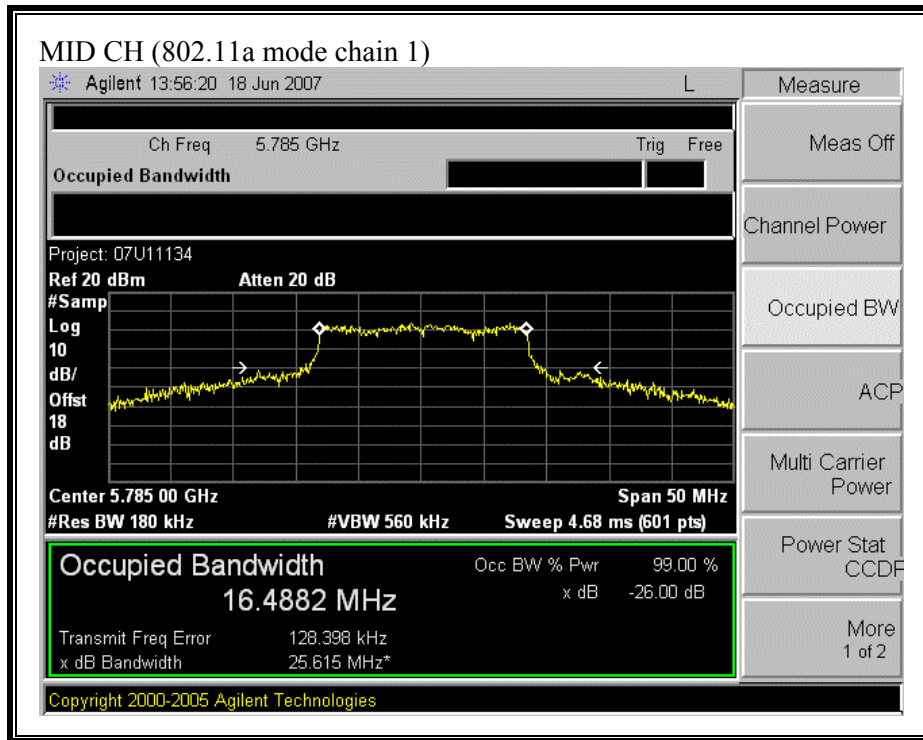 MID CH (802.11a mode chain 1)
Agilent 13:56:20 18 Jun 2007 L
Measure
Ch Freq 5.785 GHz Trig Free
Meas Off
Occupied Bandwidth
Channel Power
Project: 07U11134
Ref 20 dBm Atten 20 dB
#Samp
Log
10
dB/
Offst
18
dB
Occupied BW
ACP
Multi Carrier
Power
Center 5.785 00 GHz Span 50 MHz
#Res BW 180 kHz #VBW 560 kHz Sweep 4.68 ms (601 pts)
Occupied Bandwidth Occ BW % Pwr 99.00 %
16.4882 MHz x dB -26.00 dB
Transmit Freq Error 128.398 kHz
x dB Bandwidth 25.615 MHz*
Power Stat
CCDF
More
1 of 2
Copyright 2000-2005 Agilent Technologies